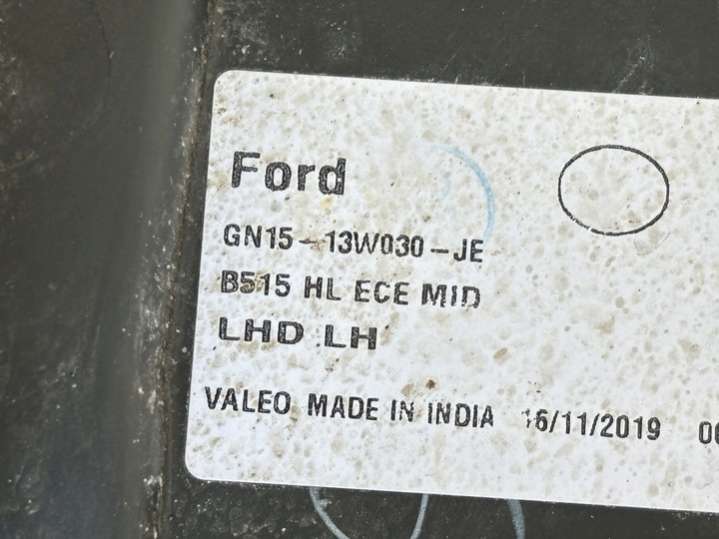 Ford
GN15-13W030-JE
B515 HL ECE MID
LHD LH
VALEO MADE IN INDIA 16/11/2019